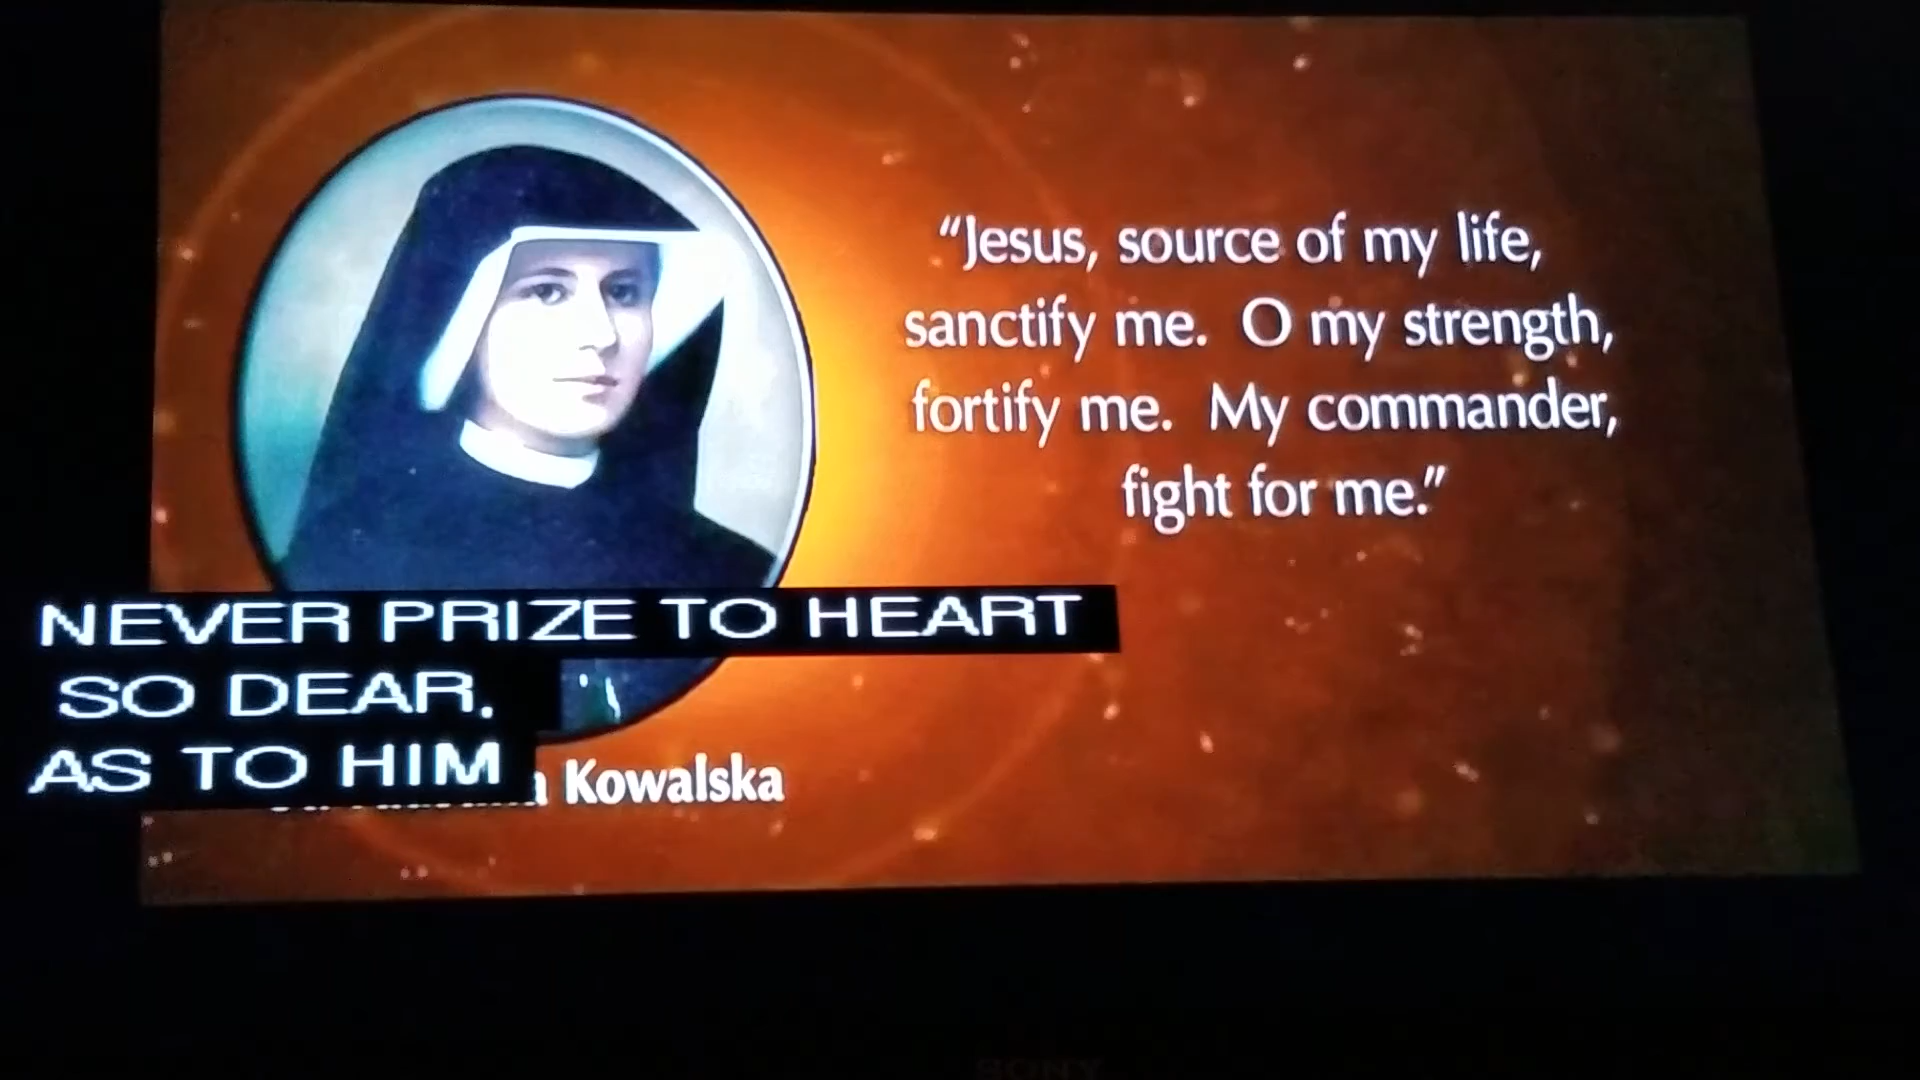 “Jesus, source of my life,
sanctify me. O my strength,
fortify me. My commander,
fight for me.”
NEVER PRIZE TO HEART
SO DEAR,
AS TO HIM
Kowalska
SONY